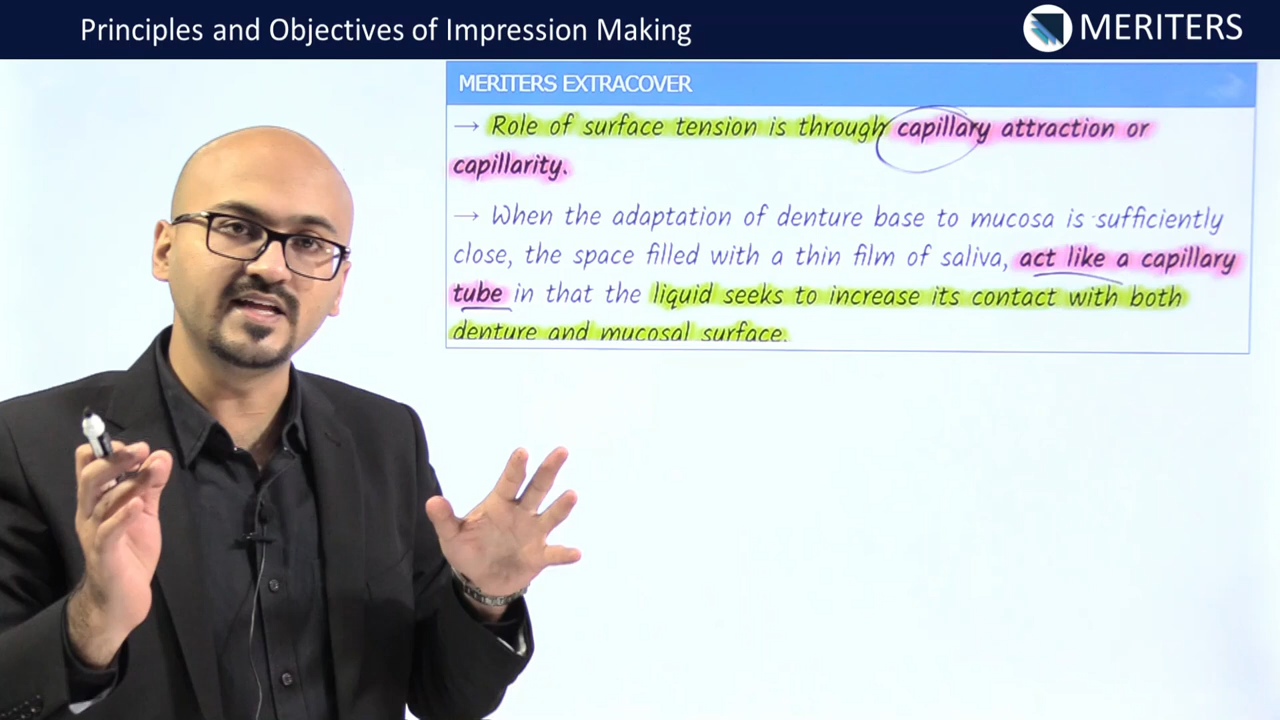 Principles and Objectives of Impression Making
MERITERS
MERITERS EXTRACOVER
→ Role of surface tension is through capillary attraction or
capillarity.
→ When the adaptation of denture base to mucosa is sufficiently
close, the space filled with a thin film of saliva, act like a capillary
tube in that the liquid seeks to increase its contact with both
denture and mucosal surface.